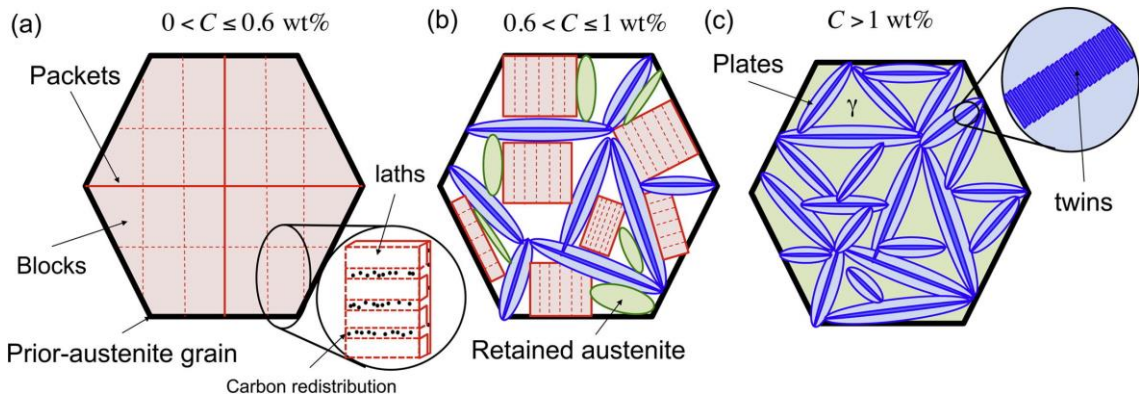 (a)
0 < C ≤ 0.6 wt%
Packets
Blocks
Prior-austenite grain
laths
Carbon redistribution
(b)
0.6 < C ≤ 1 wt%
Retained austenite
(c)
C > 1 wt%
Plates
γ
twins